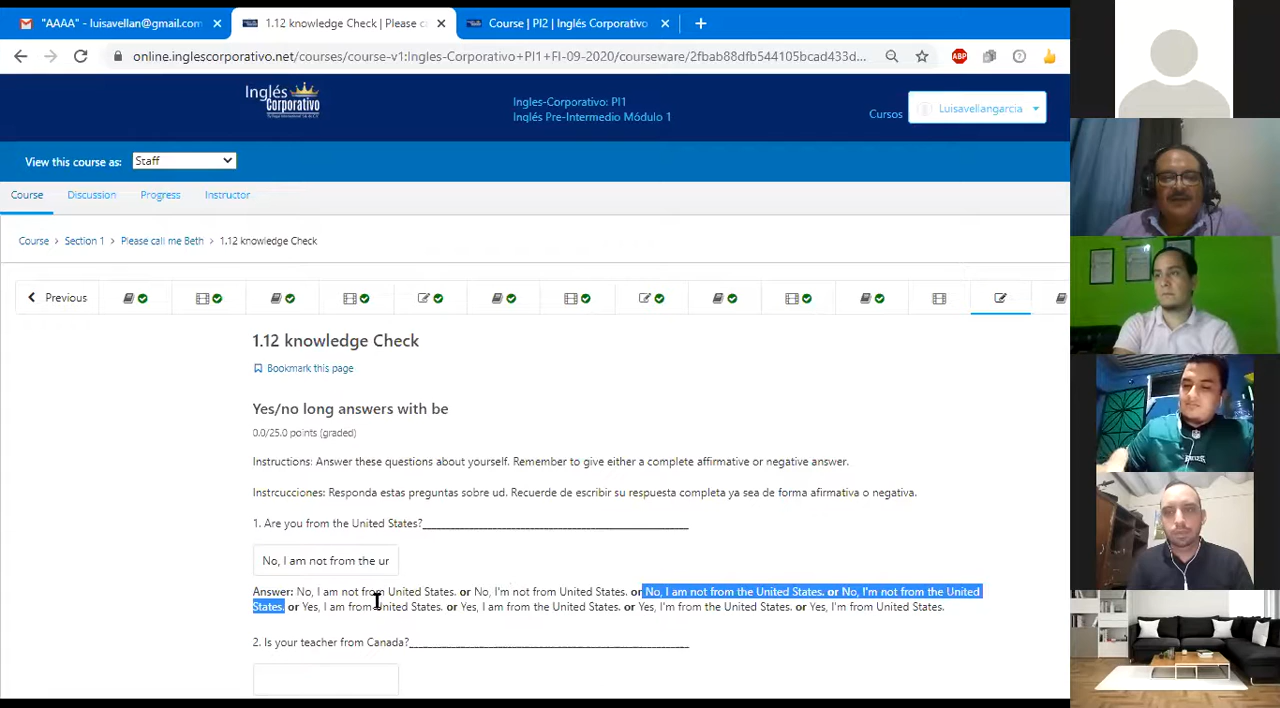 "AAAA" - luisavellan@gmail.com
1.12 knowledge Check | Please ca
Course | PI2 | Inglés Corporativo
online.inglescorporativo.net/courses/course-v1:Ingles-Corporativo+PI1+FI-09-2020/courseware/2fbab88dfb544105bcad433d...
ABP
Inglés
Corporativo
Ingles-Corporativo: PI1
Inglés Pre-Intermedio Módulo 1
Cursos
Luisavellangarcia
View this course as:
Staff
Course
Discussion
Progress
Instructor
Course > Section 1 > Please call me Beth > 1.12 knowledge Check
Previous
1.12 knowledge Check
Bookmark this page
Yes/no long answers with be
0.0/25.0 points (graded)
Instructions: Answer these questions about yourself. Remember to give either a complete affirmative or negative answer.
Instrcucciones: Responda estas preguntas sobre ud. Recuerde de escribir su respuesta completa ya sea de forma afirmativa o negativa.
1. Are you from the United States?
No, I am not from the ur
Answer: No, I am not from United States. or No, I'm not from United States. or No, I am not from the United States. or No, I'm not from the United
States. or Yes, I am from United States. or Yes, I am from the United States. or Yes, I'm from the United States. or Yes, I'm from United States.
2. Is your teacher from Canada?